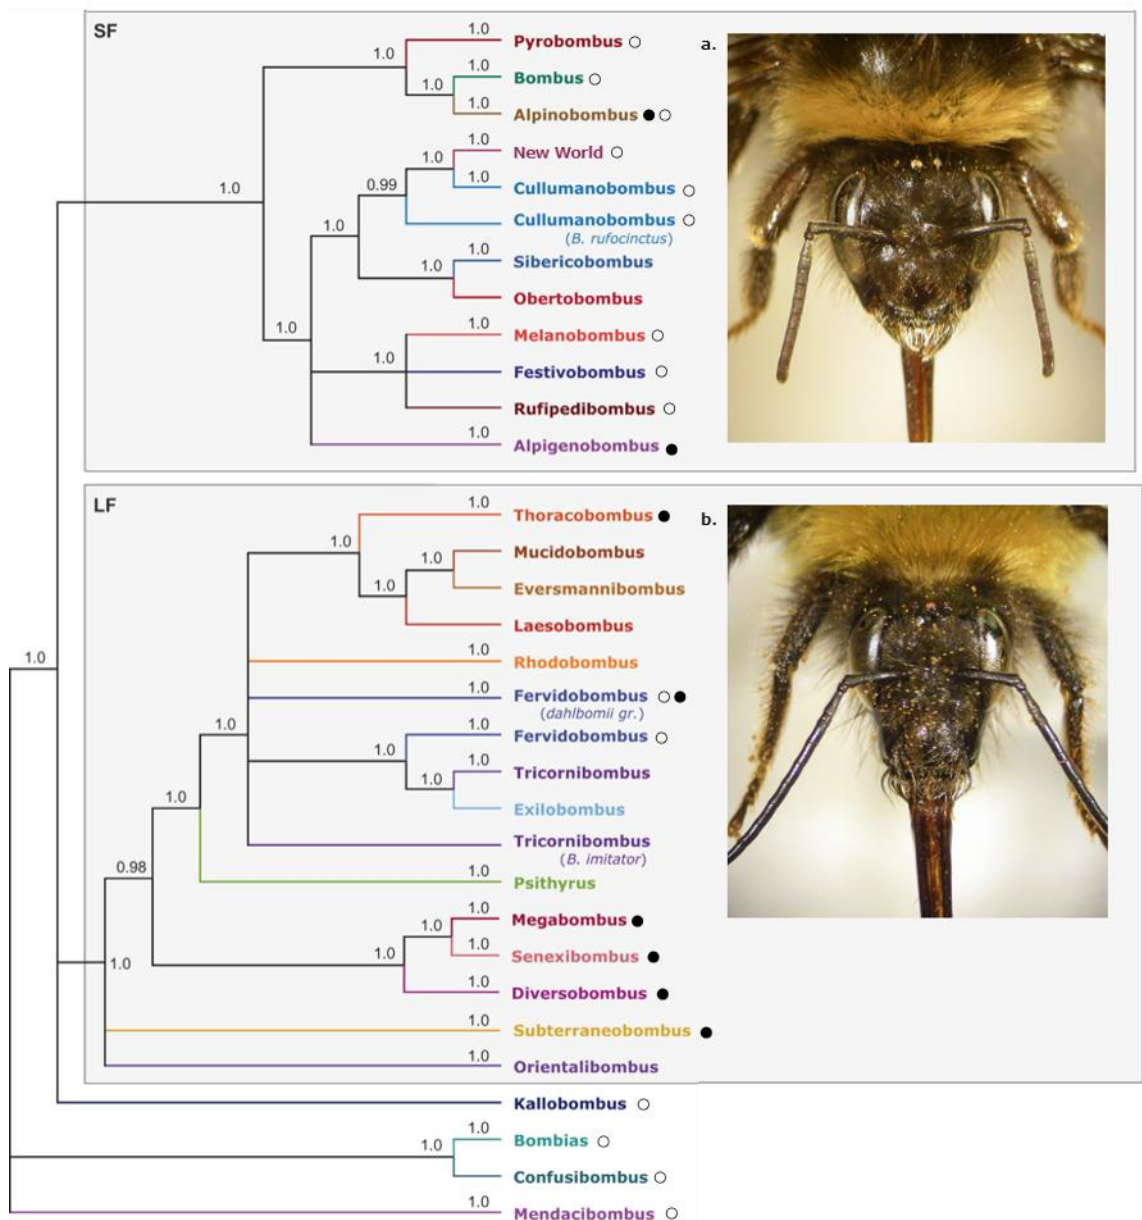 SF
1.0
Pyrobombus
a.
1.0
1.0
Bombus
1.0
1.0
Alpinobombus
1.0
New World
1.0
1.0
Cullumanobombus
0.99
1.0
Cullumanobombus
(B. rufocinctus)
1.0
1.0
Sibericobombus
1.0
Obertobombus
1.0
1.0
Melanobombus
1.0
Festivobombus
Rufipedibombus
1.0
Alpigenobombus
LF
1.0
Thoracobombus
b.
1.0
Mucidobombus
1.0
Eversmannibombus
1.0
Laesobombus
1.0
Rhodobombus
1.0
1.0
Fervidobombus
(dahlbomii gr.)
1.0
1.0
Fervidobombus
1.0
1.0
Tricornibombus
1.0
Exilobombus
1.0
Tricornibombus
(B. imitator)
0.98
1.0
Psithyrus
1.0
Megabombus
1.0
1.0
Senexibombus
1.0
1.0
1.0
Diversobombus
1.0
Subterraneobombus
1.0
Orientalibombus
Kallobombus
1.0
Bombias
1.0
Confusibombus
1.0
Mendacibombus